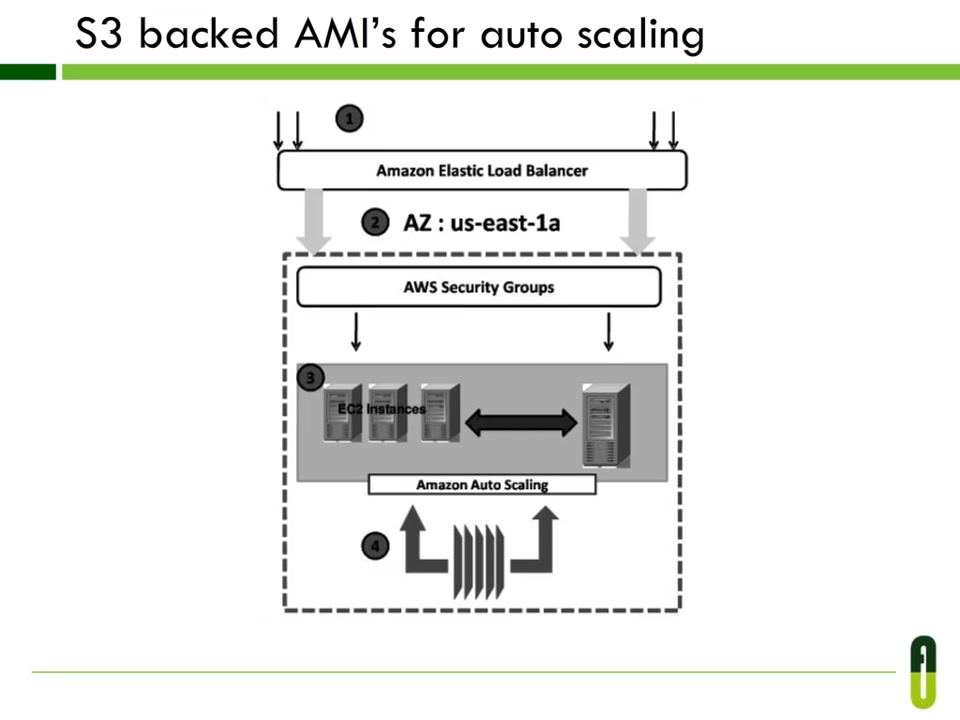 S3 backed AMI's for auto scaling
1
Amazon Elastic Load Balancer
2 AZ : us-east-1a
AWS Security Groups
3
EC2 Instances
Amazon Auto Scaling
4